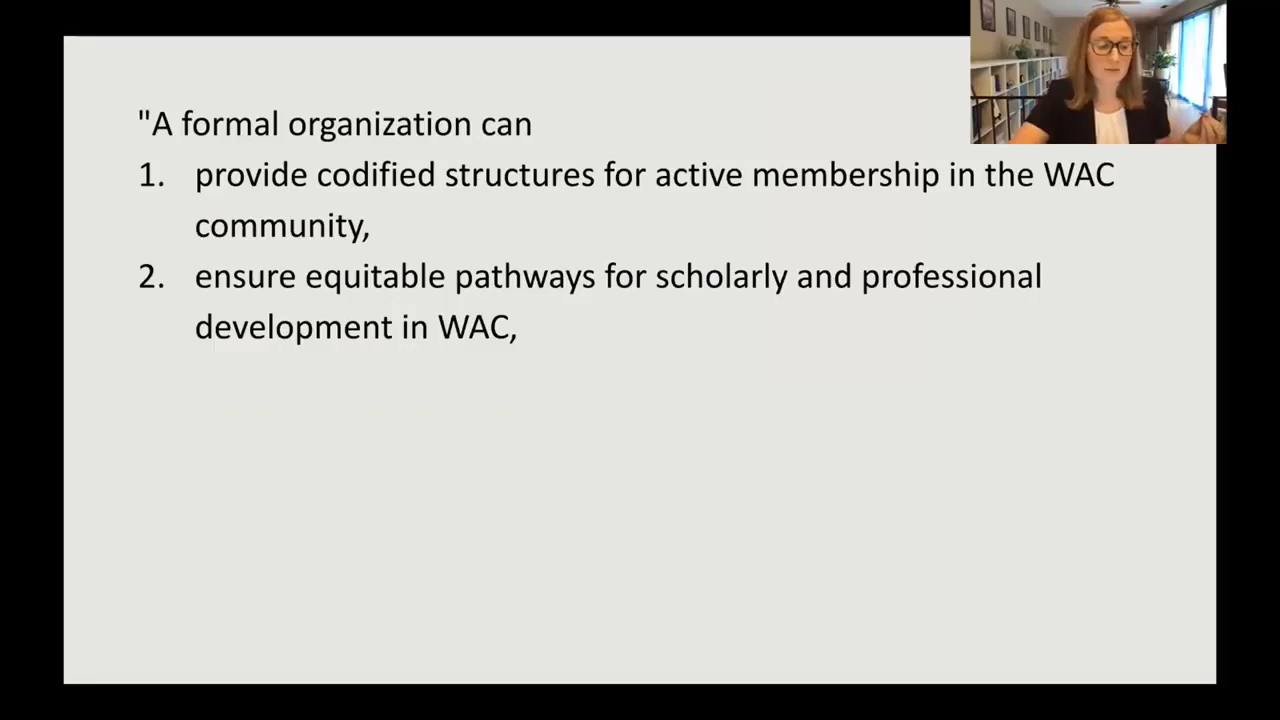 "A formal organization can
1. provide codified structures for active membership in the WAC
community,
2. ensure equitable pathways for scholarly and professional
development in WAC,